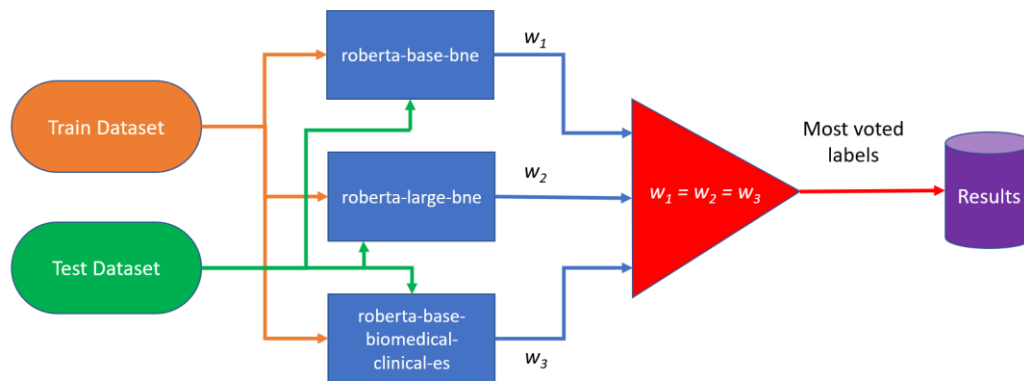 roberta-base-bne
w1
Train Dataset
Most voted
labels
roberta-large-bne
w2
w1 = w2 = w3
Results
Test Dataset
roberta-base-
biomedical-
clinical-es
w3